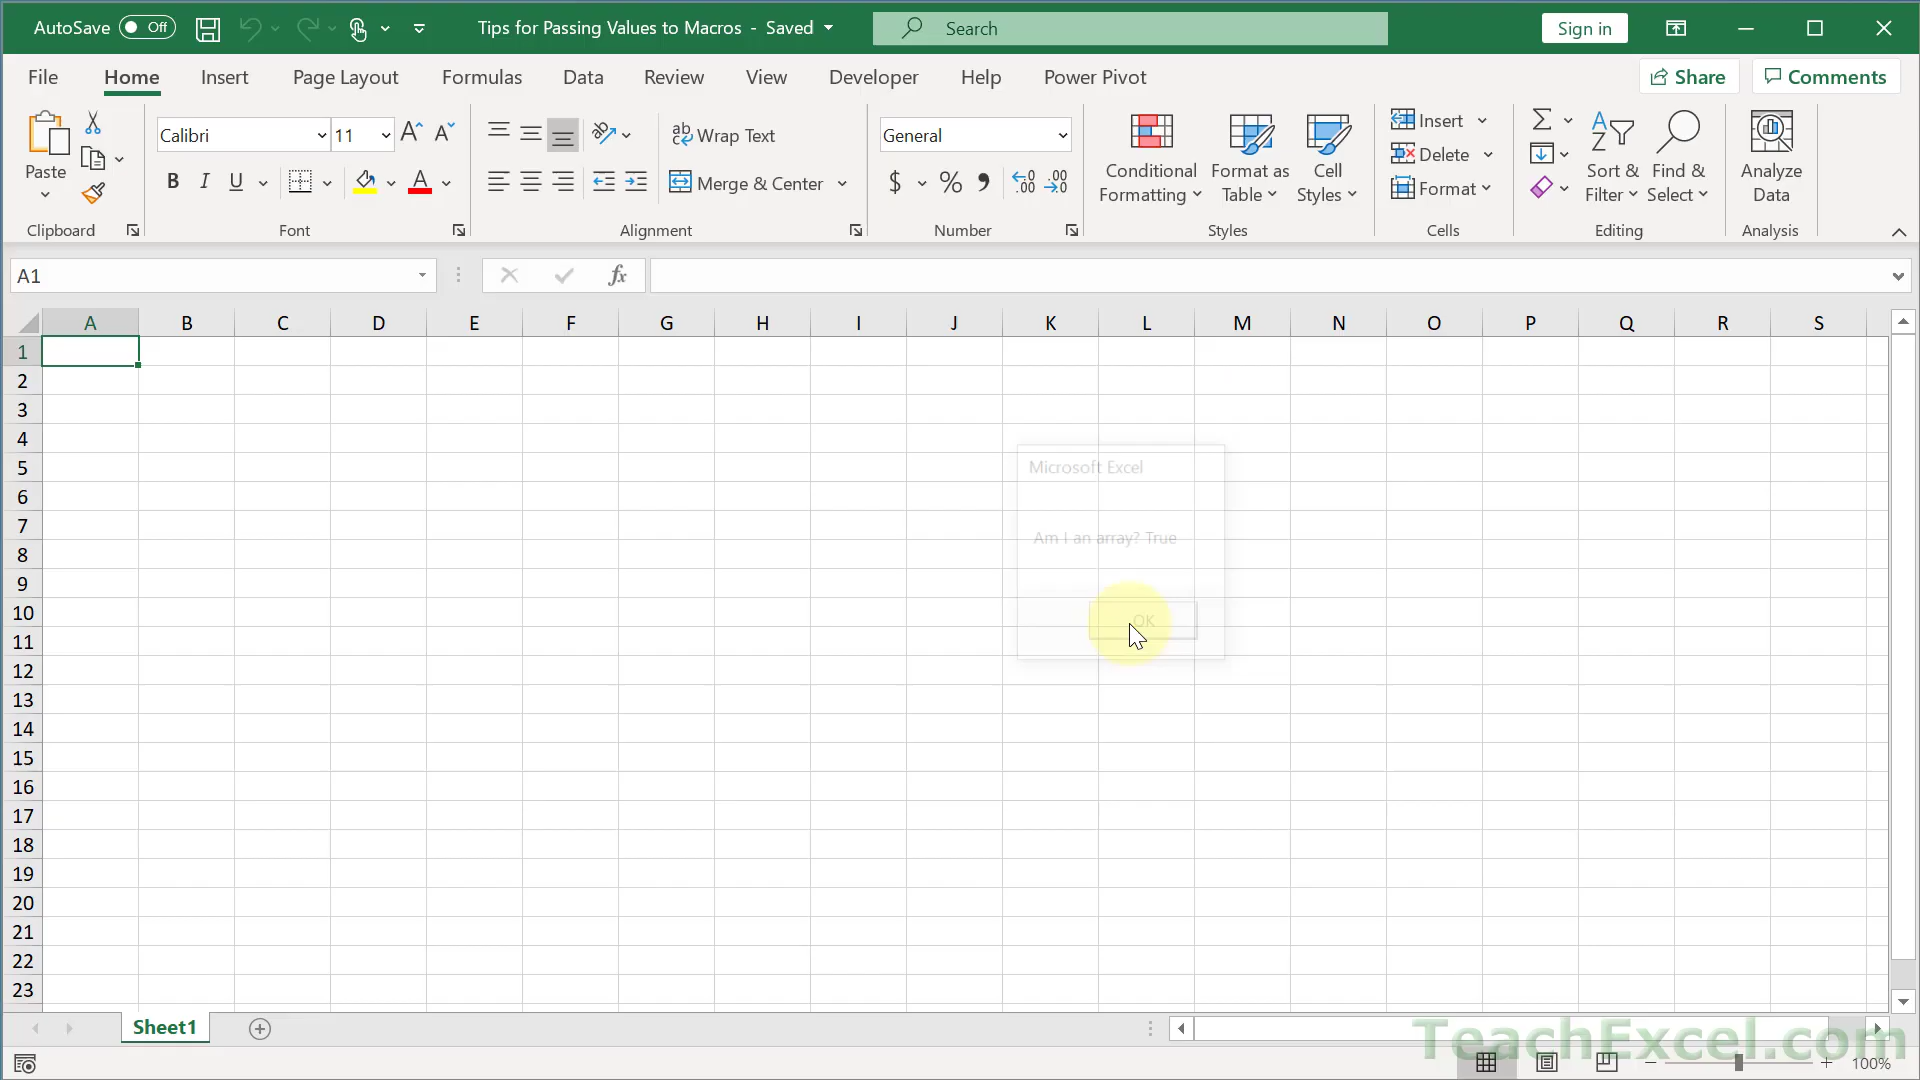 AutoSave Off Tips for Passing Values to Macros - Saved Search Sign in
File Home Insert Page Layout Formulas Data Review View Developer Help Power Pivot Share Comments
Paste
Clipboard
Calibri 11
B I U
Font
Wrap Text
Merge & Center
Alignment
General
$ % 9 .00 .00
Number
Conditional Formatting
Format as Table
Cell Styles
Styles
Insert
Delete
Format
Cells
Sort & Filter
Find & Select
Editing
Analyze Data
Analysis
A1 fx
A B C D E F G H I J K L M N O P Q R S
1
2
3
4
5
6
7
8
9
10
11
12
13
14
15
16
17
18
19
20
21
22
23
Microsoft Excel
Am I an array? True
OK
Sheet1
TeachExcel.com
100%